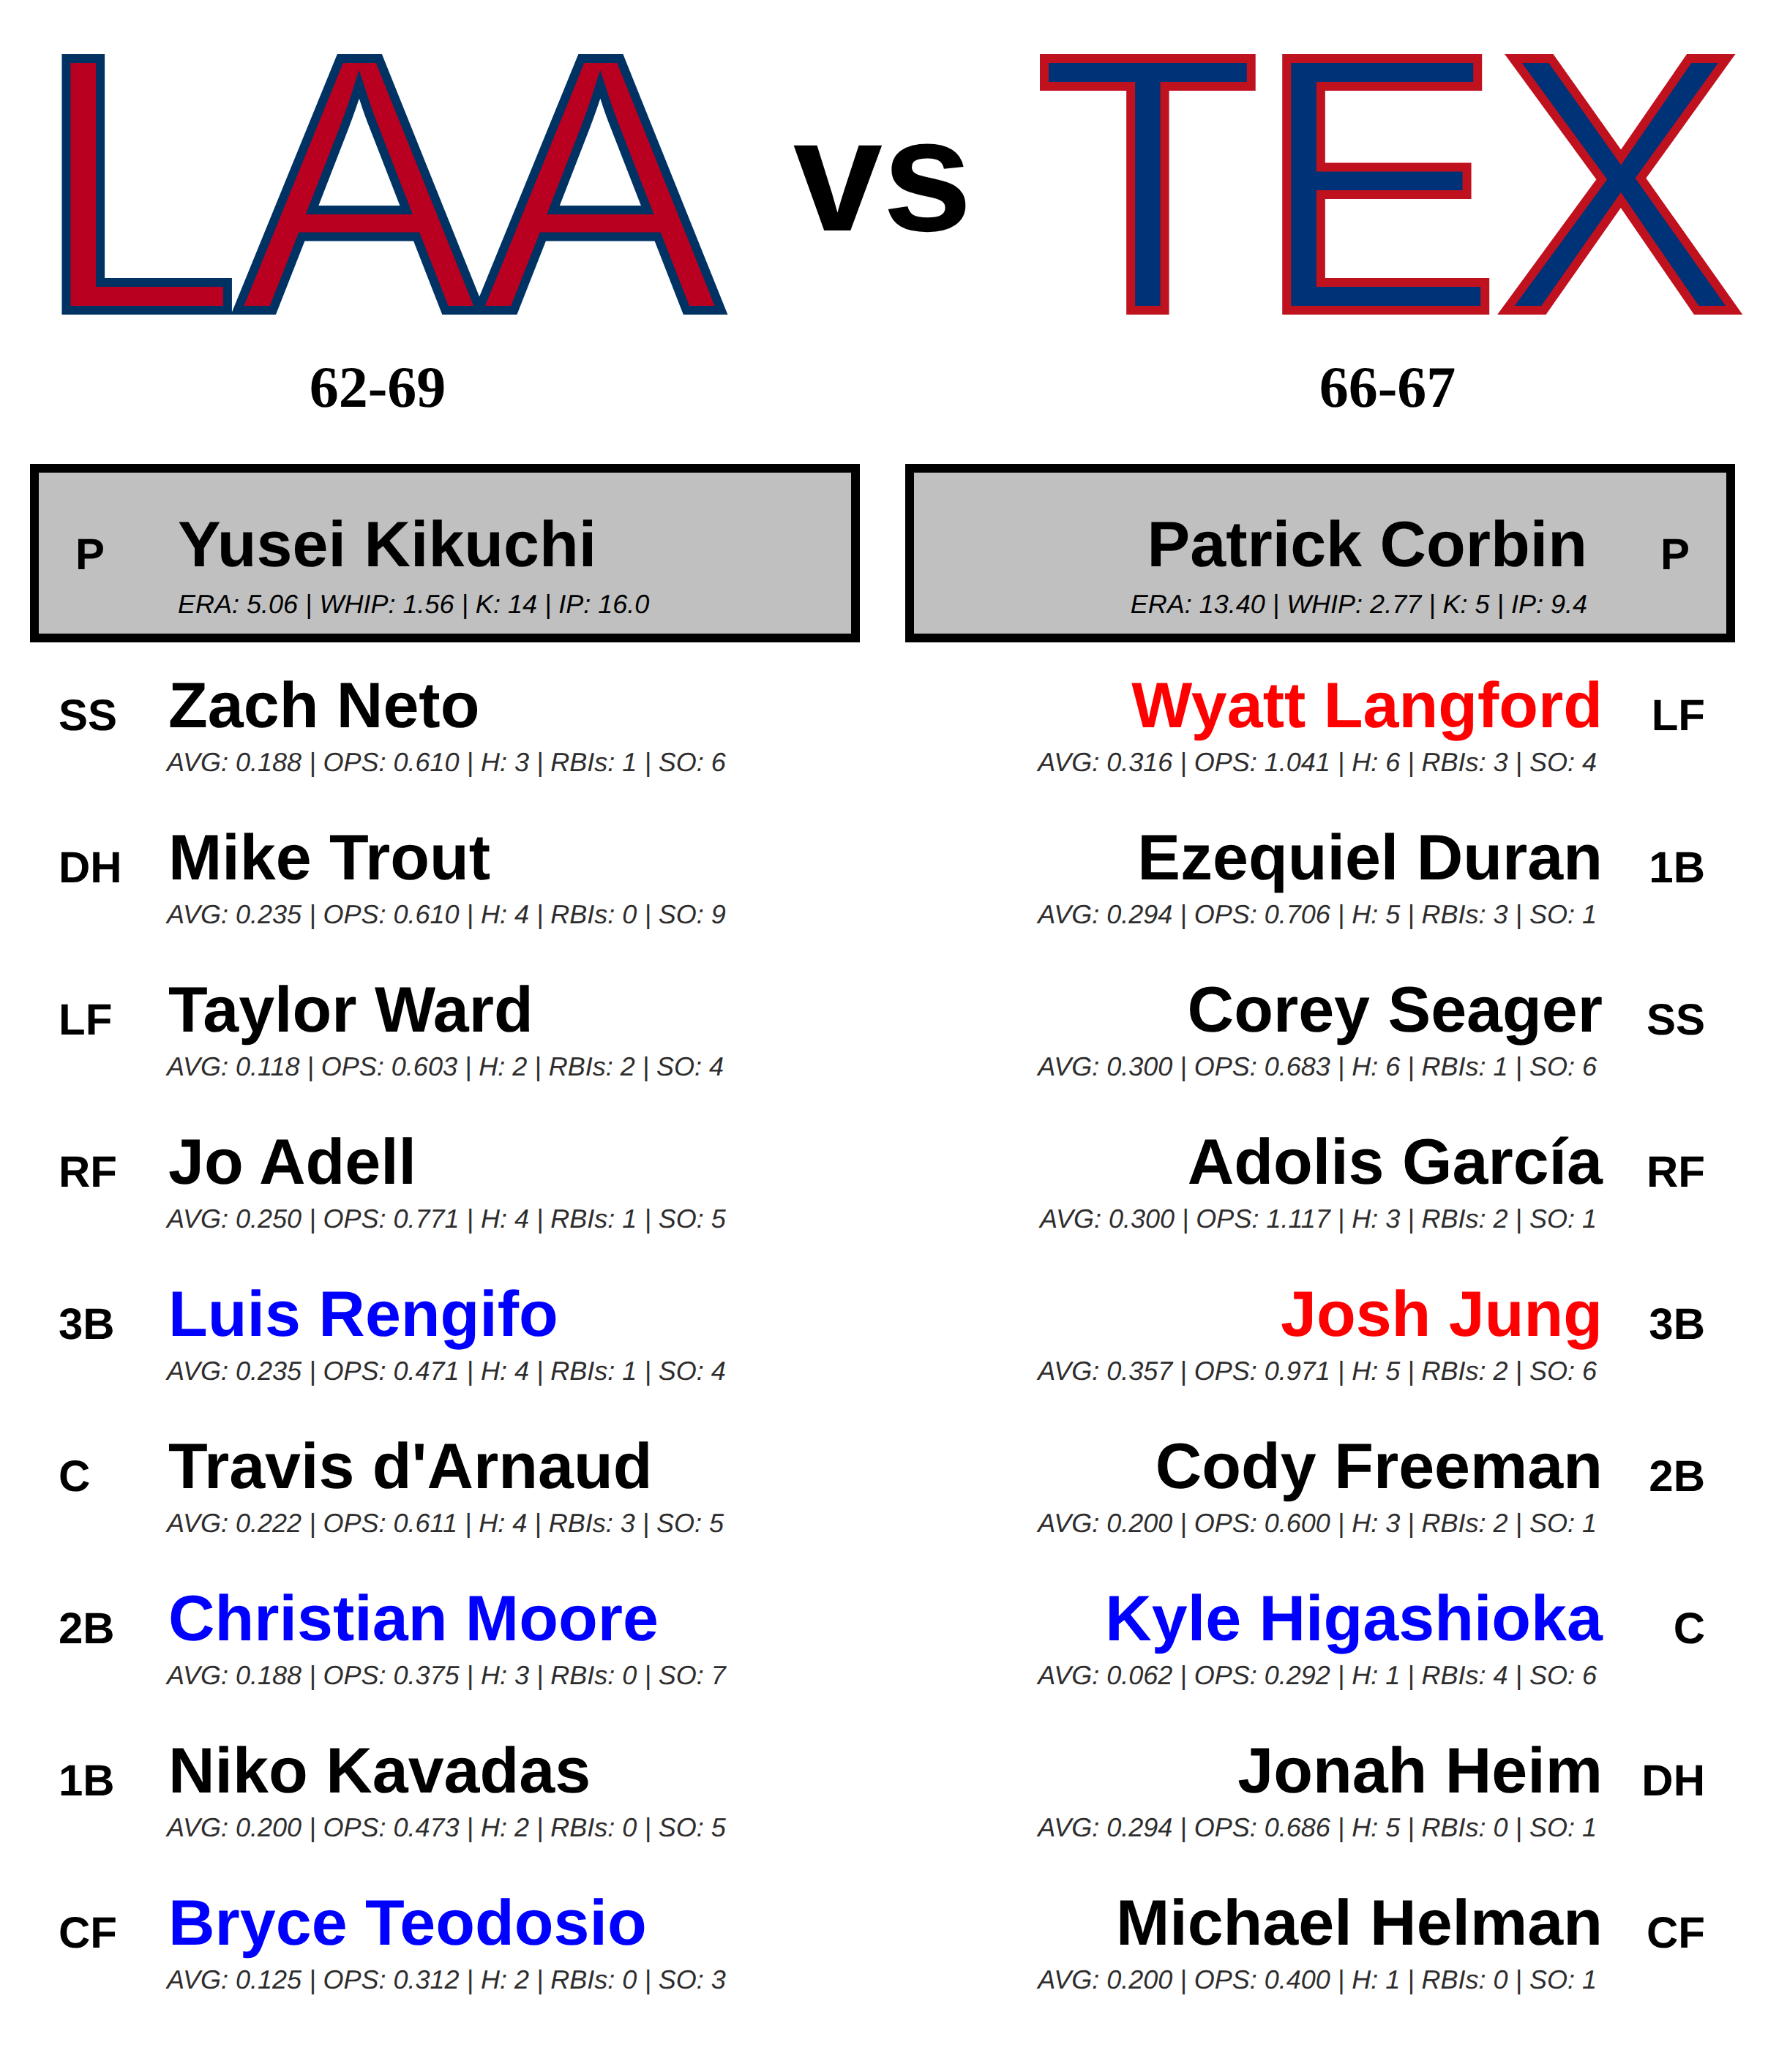 LAA vs TEX
62-69 66-67
P Yusei Kikuchi
ERA: 5.06 | WHIP: 1.56 | K: 14 | IP: 16.0
Patrick Corbin P
ERA: 13.40 | WHIP: 2.77 | K: 5 | IP: 9.4
SS Zach Neto
AVG: 0.188 | OPS: 0.610 | H: 3 | RBIs: 1 | SO: 6
DH Mike Trout
AVG: 0.235 | OPS: 0.610 | H: 4 | RBIs: 0 | SO: 9
LF Taylor Ward
AVG: 0.118 | OPS: 0.603 | H: 2 | RBIs: 2 | SO: 4
RF Jo Adell
AVG: 0.250 | OPS: 0.771 | H: 4 | RBIs: 1 | SO: 5
3B Luis Rengifo
AVG: 0.235 | OPS: 0.471 | H: 4 | RBIs: 1 | SO: 4
C Travis d'Arnaud
AVG: 0.222 | OPS: 0.611 | H: 4 | RBIs: 3 | SO: 5
2B Christian Moore
AVG: 0.188 | OPS: 0.375 | H: 3 | RBIs: 0 | SO: 7
1B Niko Kavadas
AVG: 0.200 | OPS: 0.473 | H: 2 | RBIs: 0 | SO: 5
CF Bryce Teodosio
AVG: 0.125 | OPS: 0.312 | H: 2 | RBIs: 0 | SO: 3
Wyatt Langford LF
AVG: 0.316 | OPS: 1.041 | H: 6 | RBIs: 3 | SO: 4
Ezequiel Duran 1B
AVG: 0.294 | OPS: 0.706 | H: 5 | RBIs: 3 | SO: 1
Corey Seager SS
AVG: 0.300 | OPS: 0.683 | H: 6 | RBIs: 1 | SO: 6
Adolis García RF
AVG: 0.300 | OPS: 1.117 | H: 3 | RBIs: 2 | SO: 1
Josh Jung 3B
AVG: 0.357 | OPS: 0.971 | H: 5 | RBIs: 2 | SO: 6
Cody Freeman 2B
AVG: 0.200 | OPS: 0.600 | H: 3 | RBIs: 2 | SO: 1
Kyle Higashioka C
AVG: 0.062 | OPS: 0.292 | H: 1 | RBIs: 4 | SO: 6
Jonah Heim DH
AVG: 0.294 | OPS: 0.686 | H: 5 | RBIs: 0 | SO: 1
Michael Helman CF
AVG: 0.200 | OPS: 0.400 | H: 1 | RBIs: 0 | SO: 1